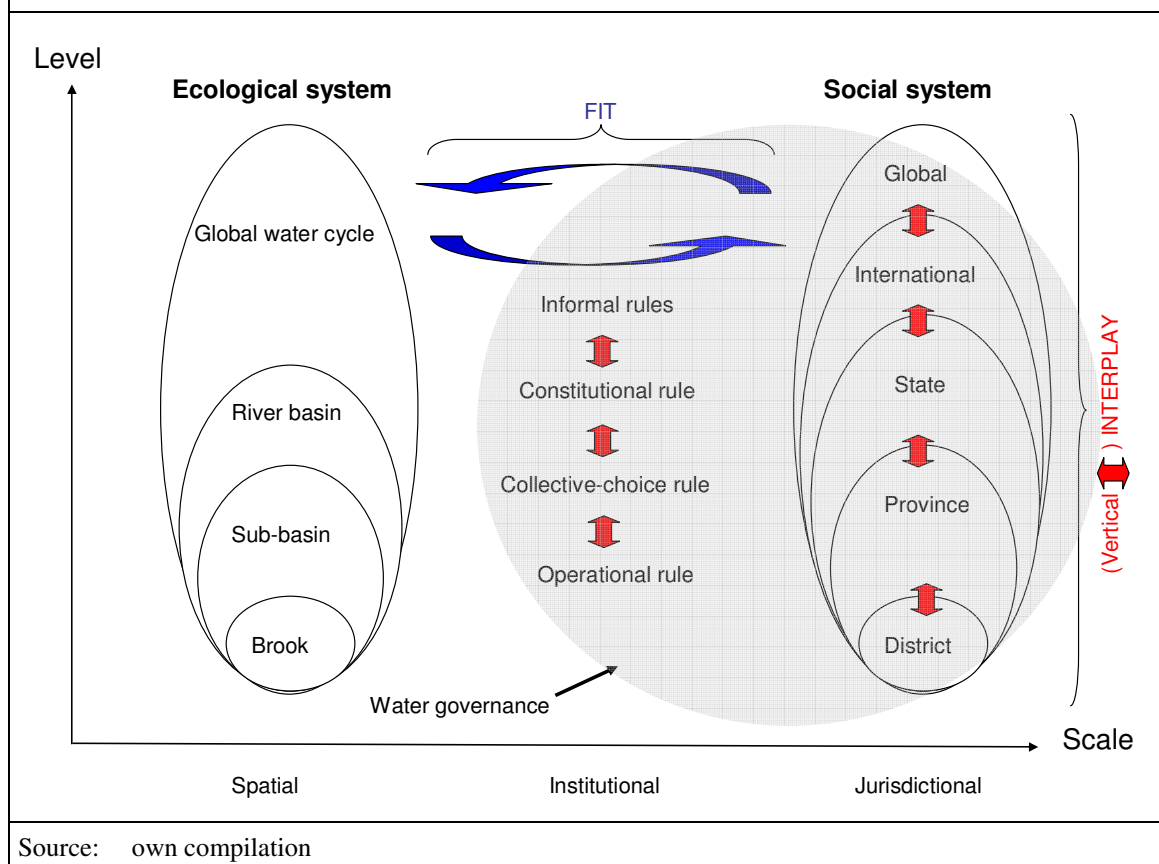 Level
Ecological system
Social system
FIT
Global water cycle
River basin
Sub-basin
Brook
Informal rules
Constitutional rule
Collective-choice rule
Operational rule
Water governance
Global
International
State
Province
District
(Vertical ) INTERPLAY
Scale
Spatial
Institutional
Jurisdictional
Source: own compilation